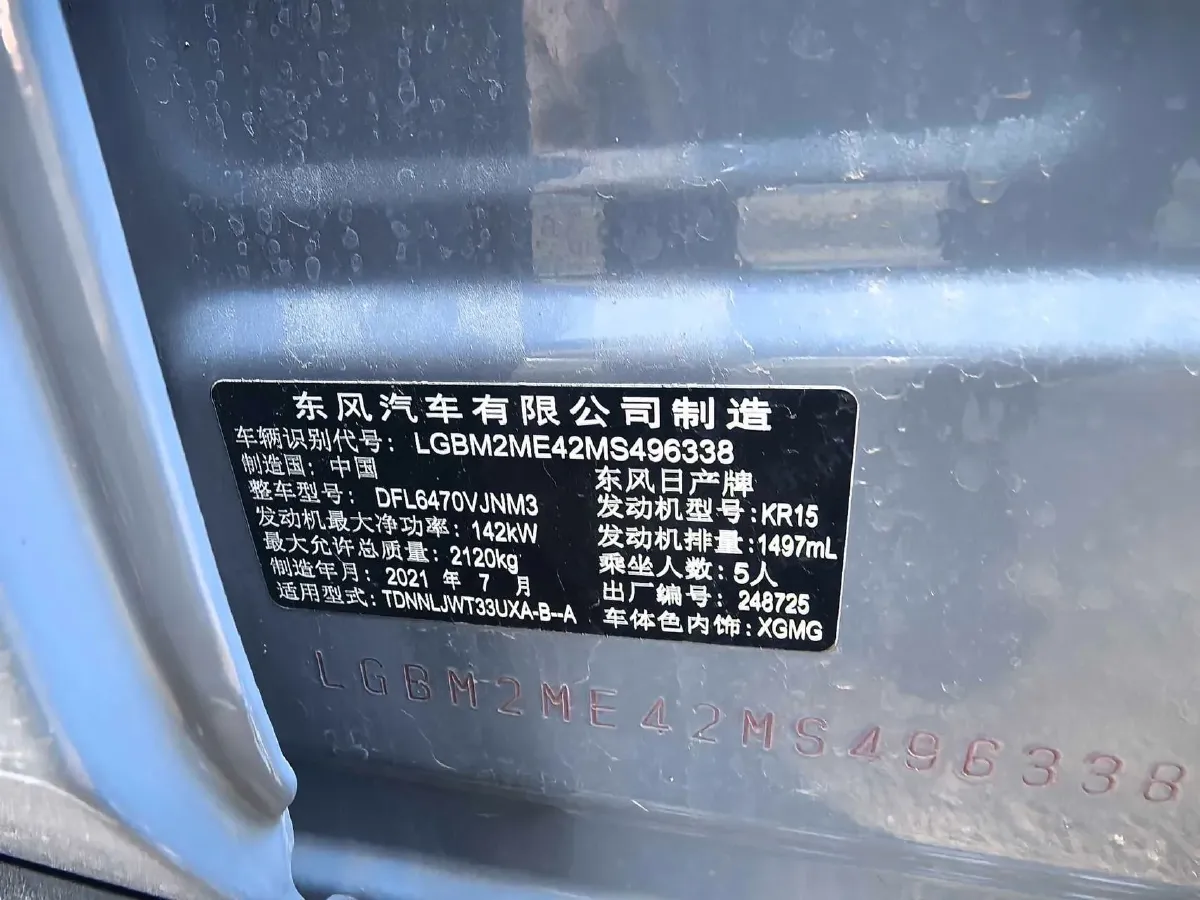 东风汽车有限公司制造
车辆识别代号: LGBM2ME42MS496338
制造国: 中国 东风日产牌
整车型号: DFL6470VJNM3 发动机型号:KR15
发动机最大净功率: 142kW 发动机排量:1497mL
最大允许总质量: 2120kg 乘坐人数: 5人
制造年月: 2021 年 7 月 出厂编号: 248725
适用型式: TDNNLJWT33UXA-B--A 车体色内饰: XGMG
LGBM2ME42MS496338